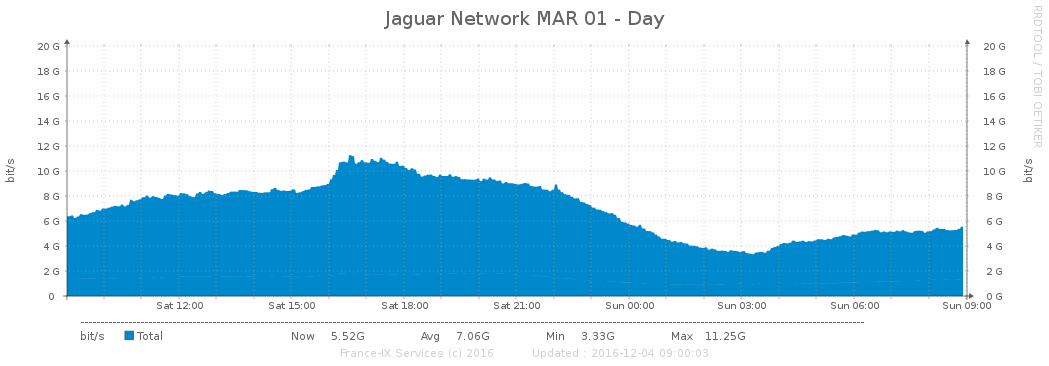 Jaguar Network MAR 01 - Day
RRDTOOL / TOBI OETIKER
bit/s
20 G 20 G
18 G 18 G
16 G 16 G
14 G 14 G
12 G 12 G
10 G 10 G
8 G 8 G
6 G 6 G
4 G 4 G
2 G 2 G
0 0 G
bit/s
Sat 12:00 Sat 15:00 Sat 18:00 Sat 21:00 Sun 00:00 Sun 03:00 Sun 06:00 Sun 09:00
bit/s Total Now 5.52G Avg 7.06G Min 3.33G Max 11.25G
France-IX Services (c) 2016 Updated : 2016-12-04 09:00:03